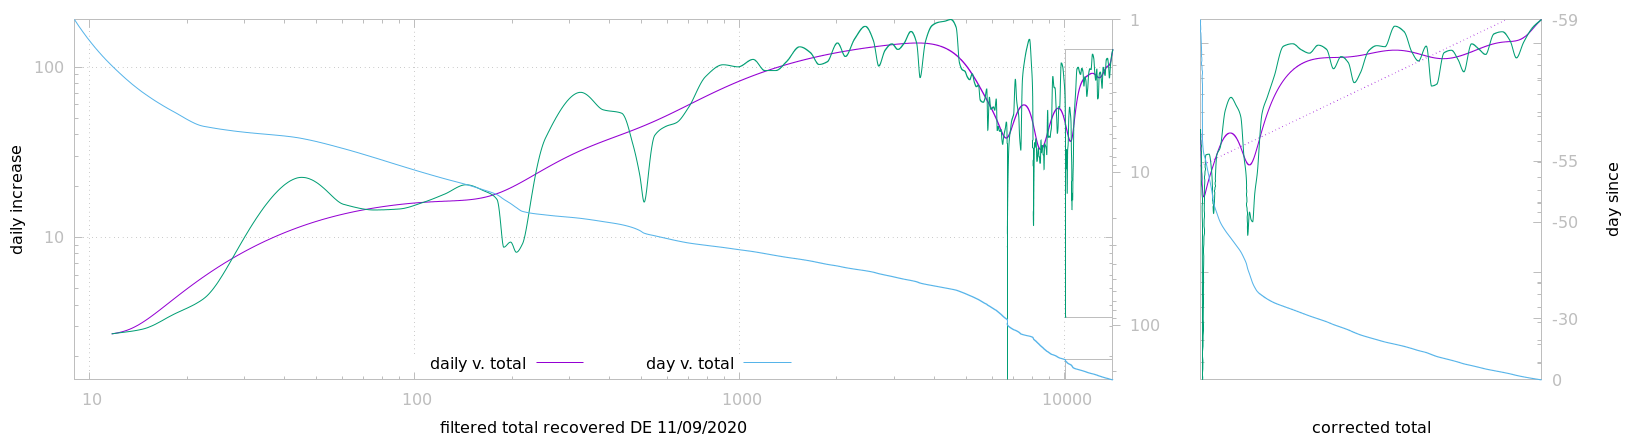 daily increase
100
10
daily v. total
day v. total
10
100
1000
10000
filtered total recovered DE 11/09/2020
1
10
100
-59
-55
-50
-30
0
day since
corrected total